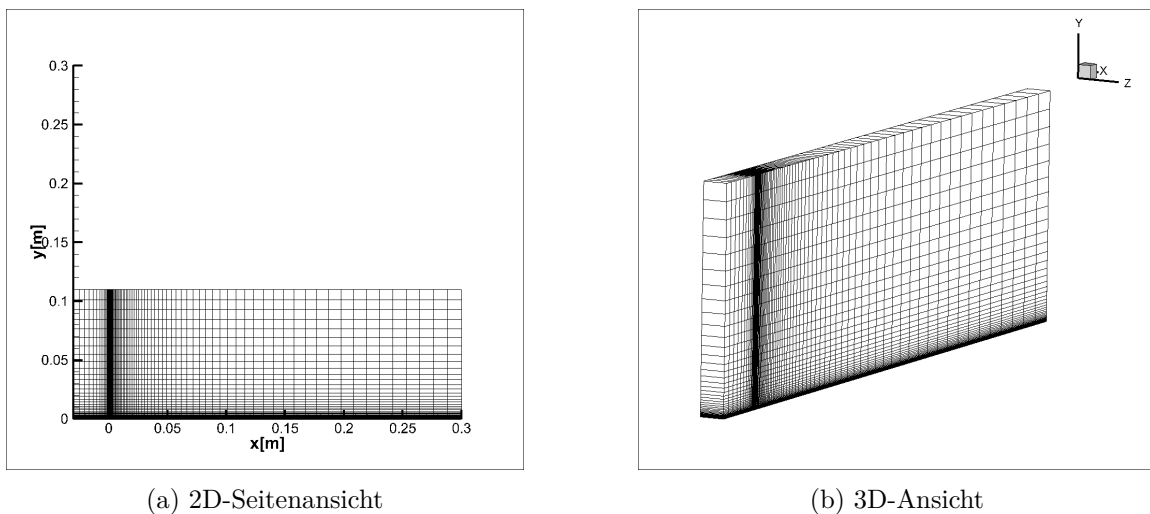 0.3
0.25
0.2
0.15
y[m]
0.1
0.05
0
0 0.05 0.1 0.15 0.2 0.25 0.3
x[m]
Y
X
Z
(a) 2D-Seitenansicht
(b) 3D-Ansicht